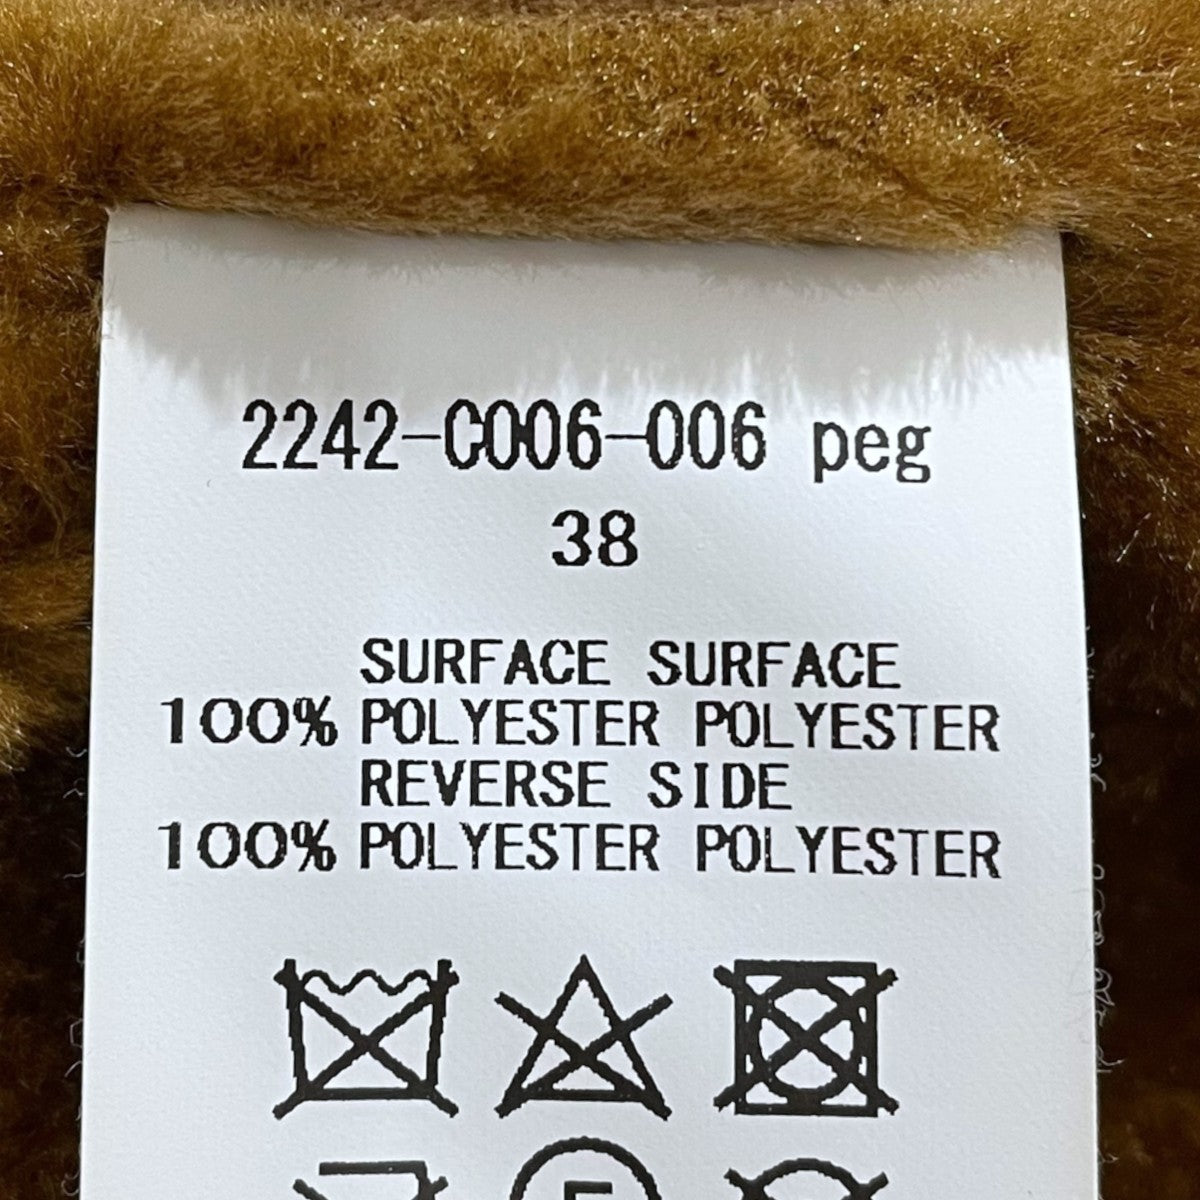 2242-C006-006 peg
38
SURFACE SURFACE
100% POLYESTER POLYESTER
REVERSE SIDE
100% POLYESTER POLYESTER